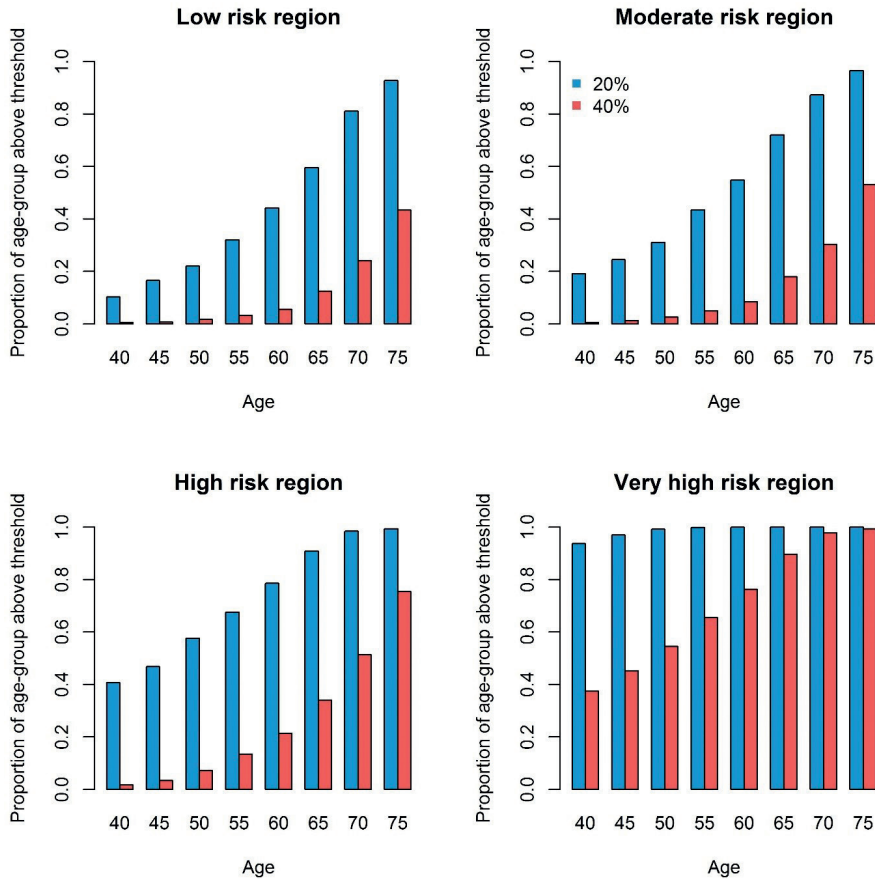 Low risk region
Proportion of age-group above threshold
1.0
0.8
0.6
0.4
0.2
0.0
40 45 50 55 60 65 70 75
Age
Moderate risk region
Proportion of age-group above threshold
1.0
0.8
0.6
0.4
0.2
0.0
20%
40%
40 45 50 55 60 65 70 75
Age
High risk region
Proportion of age-group above threshold
1.0
0.8
0.6
0.4
0.2
0.0
40 45 50 55 60 65 70 75
Age
Very high risk region
Proportion of age-group above threshold
1.0
0.8
0.6
0.4
0.2
0.0
40 45 50 55 60 65 70 75
Age